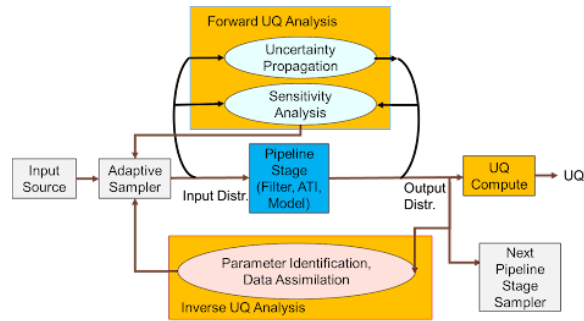 Forward UQ Analysis
Uncertainty
Propagation
Sensitivity
Analysis
Input
Source
Adaptive
Sampler
Input Distr.
Pipeline
Stage
(Filter, ATI,
Model)
Output
Distr.
UQ
Compute
UQ
Parameter Identification,
Data Assimilation
Inverse UQ Analysis
Next
Pipeline
Stage
Sampler